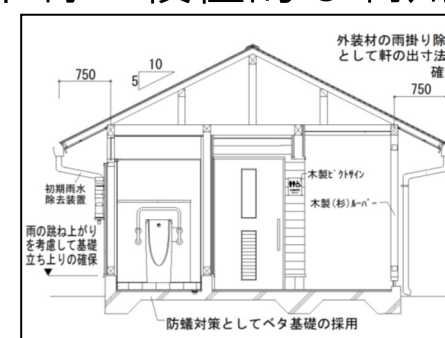 外装材の雨掛り除
として軒の出寸法
確
750
10
5
750
初期雨水
除去装置
木製ピクトサイン
木製(杉)ルーバー
雨の跳ね上がり
を考慮して基礎
立ち上りの確保
防蟻対策としてベタ基礎の採用